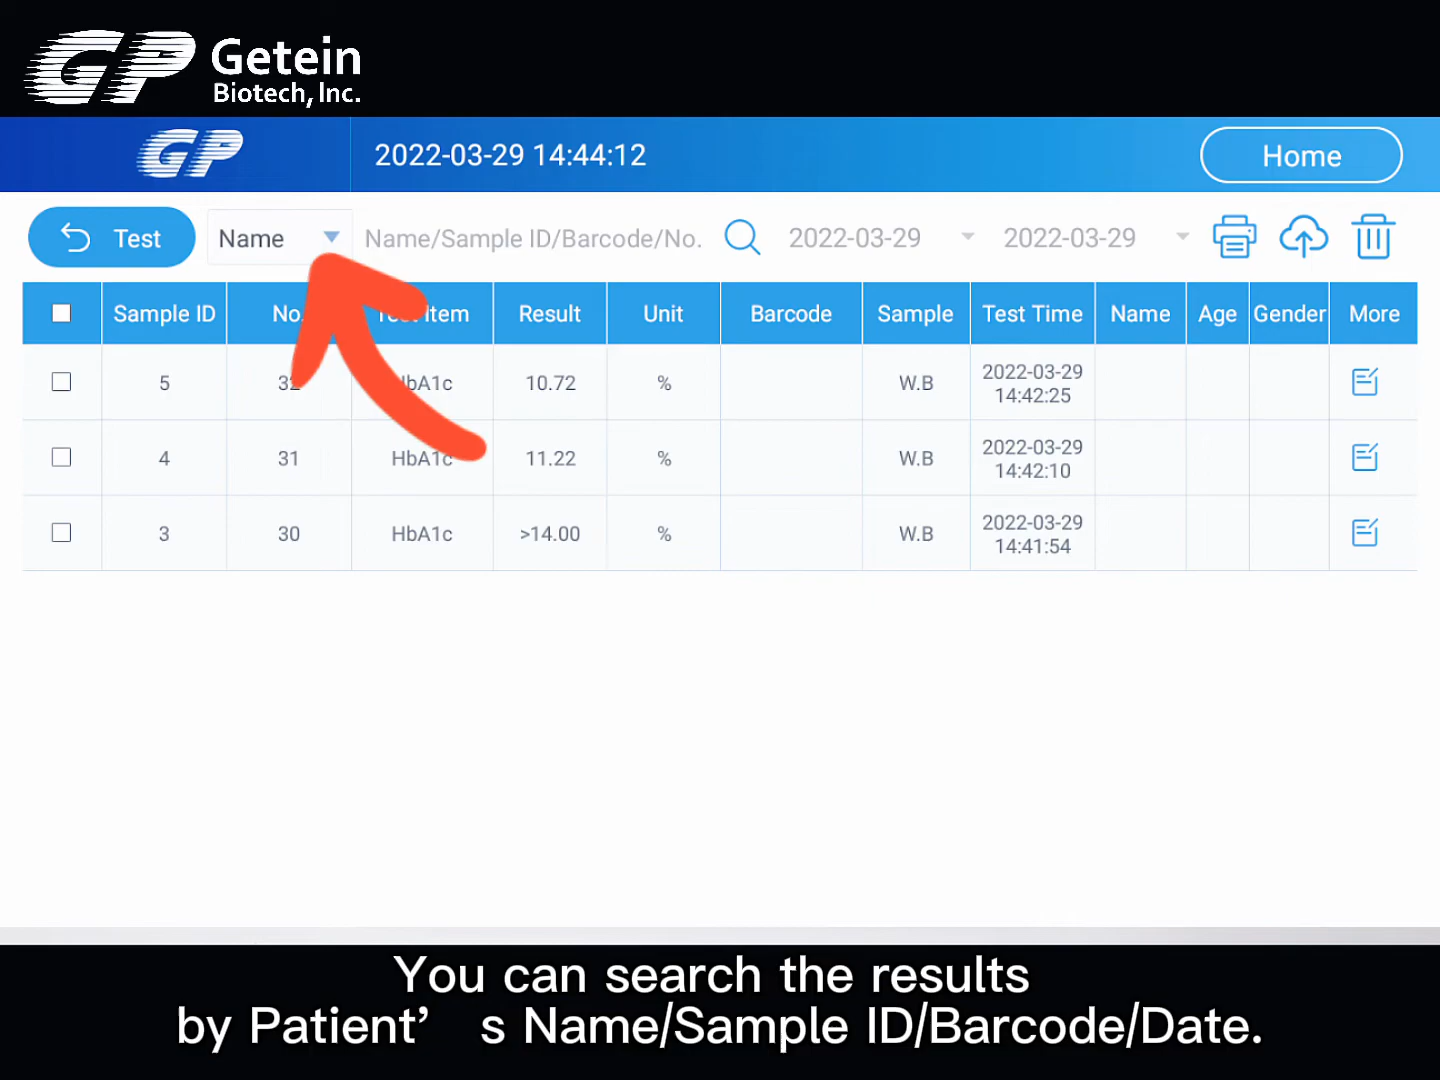 GP Getein
Biotech, Inc.
GP 2022-03-29 14:44:12 Home
Test Name Name/Sample ID/Barcode/No. 2022-03-29 2022-03-29
Sample ID No. Item Result Unit Barcode Sample Test Time Name Age Gender More
5 32 HbA1c 10.72 % W.B 2022-03-29
14:42:25
4 31 HbA1c 11.22 % W.B 2022-03-29
14:42:10
3 30 HbA1c >14.00 % W.B 2022-03-29
14:41:54
You can search the results
by Patient’ s Name/Sample ID/Barcode/Date.